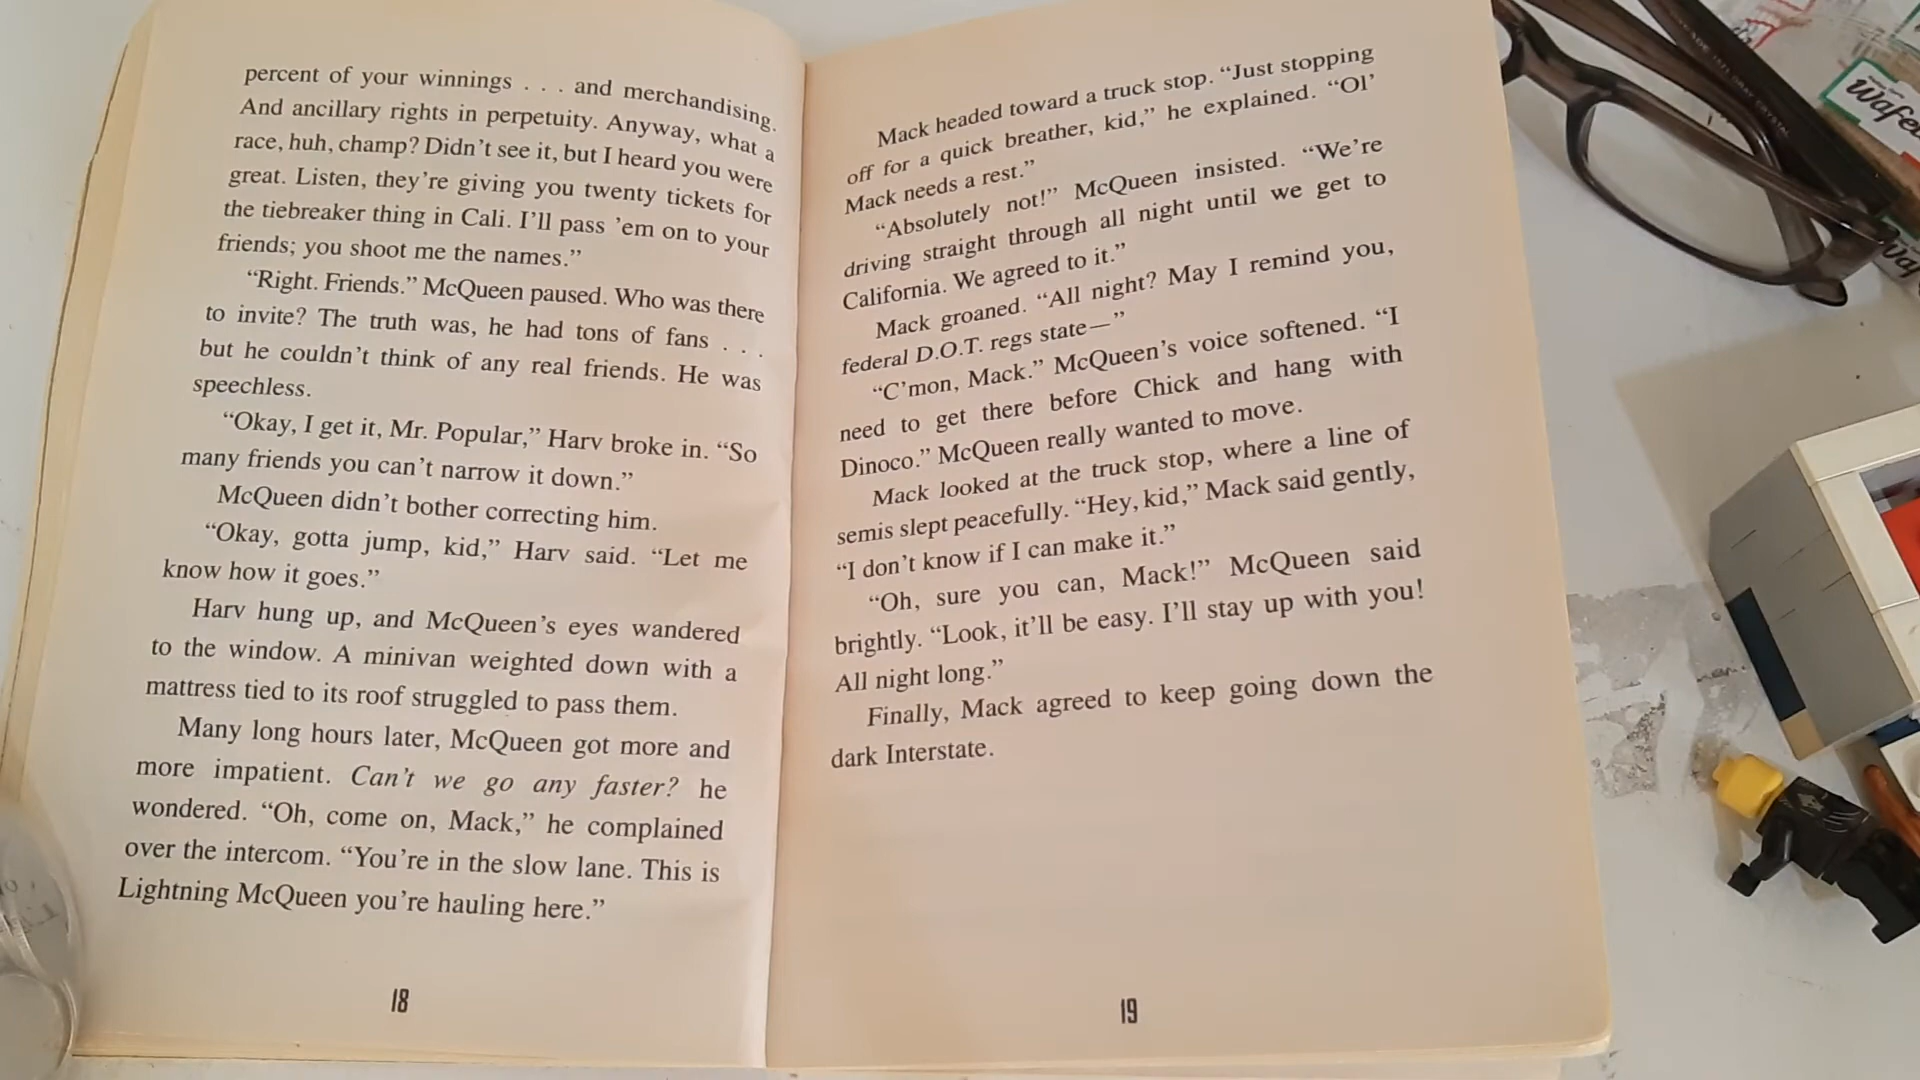 percent of your winnings . . . and merchandising.
And ancillary rights in perpetuity. Anyway, what a
race, huh, champ? Didn’t see it, but I heard you were
great. Listen, they’re giving you twenty tickets for
the tiebreaker thing in Cali. I’ll pass ’em on to your
friends; you shoot me the names.”
“Right. Friends.” McQueen paused. Who was there
to invite? The truth was, he had tons of fans . . .
but he couldn’t think of any real friends. He was
speechless.
“Okay, I get it, Mr. Popular,” Harv broke in. “So
many friends you can’t narrow it down.”
McQueen didn’t bother correcting him.
“Okay, gotta jump, kid,” Harv said. “Let me
know how it goes.”
Harv hung up, and McQueen’s eyes wandered
to the window. A minivan weighted down with a
mattress tied to its roof struggled to pass them.
Many long hours later, McQueen got more and
more impatient. Can’t we go any faster? he
wondered. “Oh, come on, Mack,” he complained
over the intercom. “You’re in the slow lane. This is
Lightning McQueen you’re hauling here.”
18
Mack headed toward a truck stop. “Just stopping
off for a quick breather, kid,” he explained. “Ol’
Mack needs a rest.”
“Absolutely not!” McQueen insisted. “We’re
driving straight through all night until we get to
California. We agreed to it.”
Mack groaned. “All night? May I remind you,
federal D.O.T. regs state—”
“C’mon, Mack.” McQueen’s voice softened. “I
need to get there before Chick and hang with
Dinoco.” McQueen really wanted to move.
Mack looked at the truck stop, where a line of
semis slept peacefully. “Hey, kid,” Mack said gently,
“I don’t know if I can make it.”
“Oh, sure you can, Mack!” McQueen said
brightly. “Look, it’ll be easy. I’ll stay up with you!
All night long.”
Finally, Mack agreed to keep going down the
dark Interstate.
19